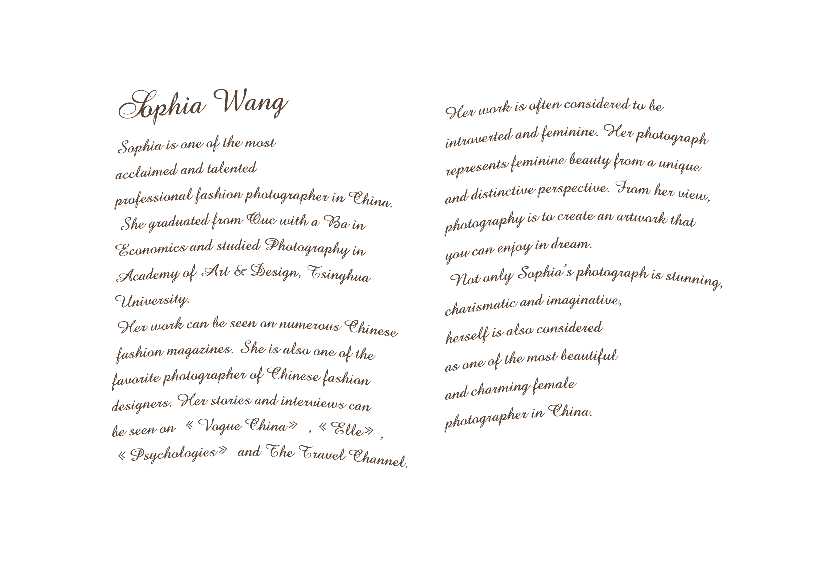 Sophia Wang
Sophia is one of the most
acclaimed and talented
professional fashion photographer in China.
She graduated from Ouc with a Ba in
Economics and studied Photography in
Academy of Art & Design, Tsinghua
University.
Her work can be seen on numerous Chinese
fashion magazines. She is also one of the
favorite photographer of Chinese fashion
designers. Her stories and interviews can
be seen on 《Vogue China》 , 《Elle》 ,
《Psychologies》 and The Travel Channel.
Her work is often considered to be
introverted and feminine. Her photograph
represents feminine beauty from a unique
and distinctive perspective. From her view,
photography is to create an artwork that
you can enjoy in dream.
Not only Sophia's photograph is stunning,
charismatic and imaginative,
herself is also considered
as one of the most beautiful
and charming female
photographer in China.